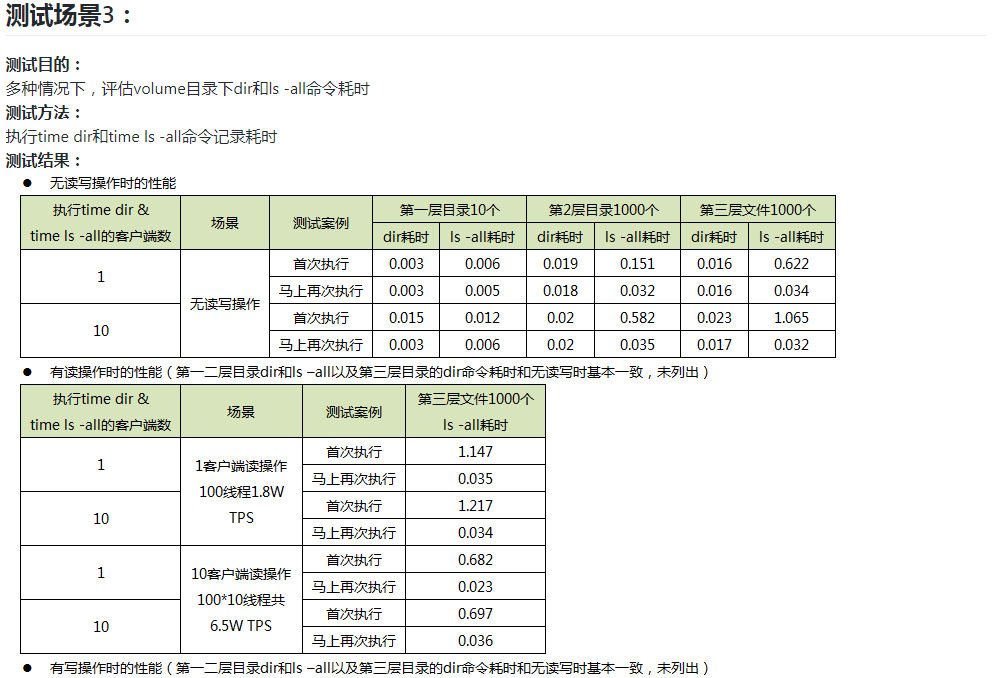 测试场景3：
测试目的：
多种情况下，评估volume目录下dir和ls -all命令耗时
测试方法：
执行time dir和time ls -all命令记录耗时
测试结果：
● 无读写操作时的性能
执行time dir & time ls -all的客户端数 场景 测试案例 第一层目录10个 第2层目录1000个 第三层文件1000个
dir耗时 ls -all耗时 dir耗时 ls -all耗时 dir耗时 ls -all耗时
1 无读写操作 首次执行 0.003 0.006 0.019 0.151 0.016 0.622
马上再次执行 0.003 0.005 0.018 0.032 0.016 0.034
10 首次执行 0.015 0.012 0.02 0.582 0.023 1.065
马上再次执行 0.003 0.006 0.02 0.035 0.017 0.032
● 有读操作时的性能（第一二层目录dir和ls –all以及第三层目录的dir命令耗时和无读写时基本一致，未列出）
执行time dir & time ls -all的客户端数 场景 测试案例 第三层文件1000个 ls -all耗时
1 1客户端读操作 100线程1.8W TPS 首次执行 1.147
马上再次执行 0.035
10 首次执行 1.217
马上再次执行 0.034
1 10客户端读操作 100*10线程共 6.5W TPS 首次执行 0.682
马上再次执行 0.023
10 首次执行 0.697
马上再次执行 0.036
● 有写操作时的性能（第一二层目录dir和ls –all以及第三层目录的dir命令耗时和无读写时基本一致，未列出）